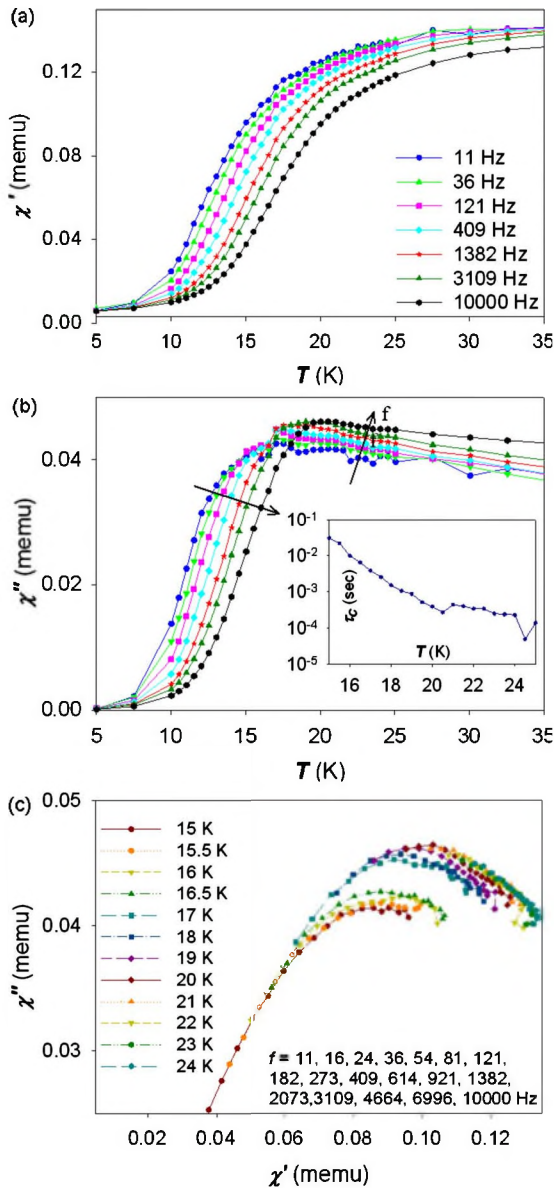 (a)
0.12
0.08
0.04
0.00
χ' (memu)
11 Hz
36 Hz
121 Hz
409 Hz
1382 Hz
3109 Hz
10000 Hz
5 10 15 20 25 30 35
T (K)
(b)
f
0.04
0.02
0.00
χ" (memu)
10-1
10-2
10-3
10-4
10-5
τC (sec)
T (K)
16 18 20 22 24
5 10 15 20 25 30 35
T (K)
(c)
0.05
0.04
0.03
χ" (memu)
15 K
15.5 K
16 K
16.5 K
17 K
18 K
19 K
20 K
21 K
22 K
23 K
24 K
f = 11, 16, 24, 36, 54, 81, 121,
182, 273, 409, 614, 921, 1382,
2073,3109, 4664, 6996, 10000 Hz
0.02 0.04 0.06 0.08 0.10 0.12
χ' (memu)